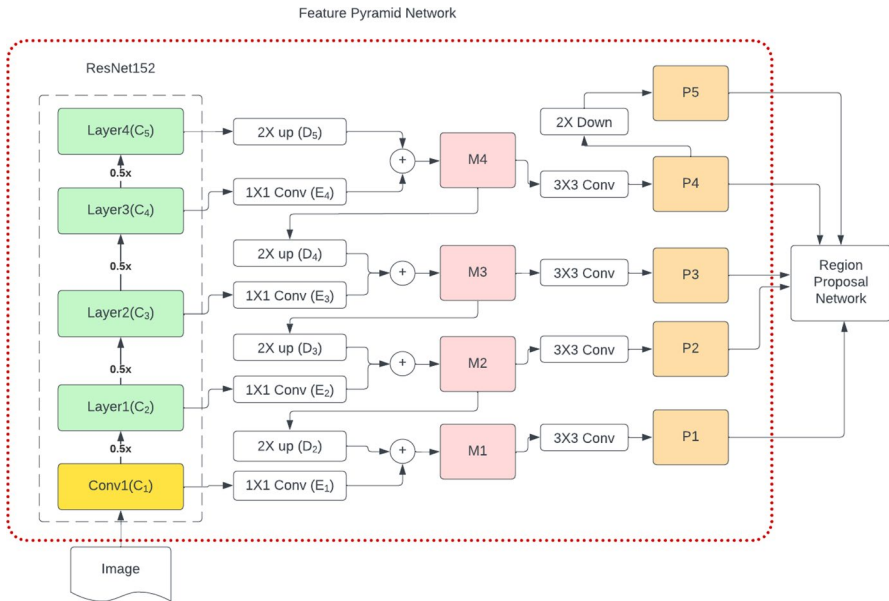 Feature Pyramid Network
ResNet152
Layer4(C₅)
0.5x
Layer3(C₄)
0.5x
Layer2(C₃)
0.5x
Layer1(C₂)
0.5x
Conv1(C₁)
Image
2X up (D₅)
1X1 Conv (E₄)
+
M4
3X3 Conv
P4
2X Down
P5
2X up (D₄)
1X1 Conv (E₃)
+
M3
3X3 Conv
P3
2X up (D₃)
1X1 Conv (E₂)
+
M2
3X3 Conv
P2
2X up (D₂)
1X1 Conv (E₁)
+
M1
3X3 Conv
P1
Region
Proposal
Network